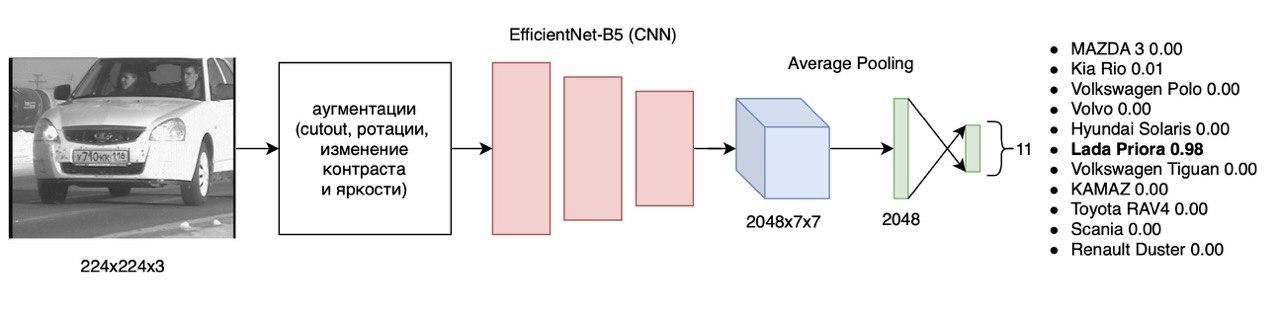 EfficientNet-B5 (CNN)
Average Pooling
аугментации
(cutout, ротации,
изменение
контраста
и яркости)
У710КК 116
224x224x3
2048x7x7
2048
11
MAZDA 3 0.00
Kia Rio 0.01
Volkswagen Polo 0.00
Volvo 0.00
Hyundai Solaris 0.00
Lada Priora 0.98
Volkswagen Tiguan 0.00
KAMAZ 0.00
Toyota RAV4 0.00
Scania 0.00
Renault Duster 0.00